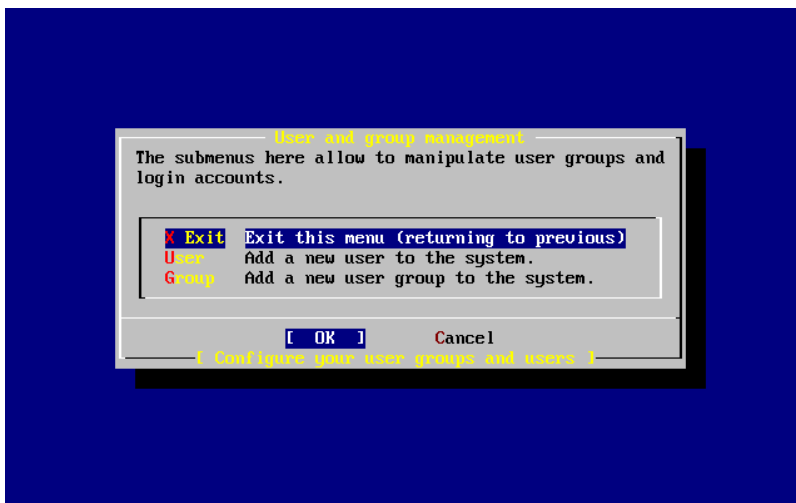 User and group management
The submenus here allow to manipulate user groups and
login accounts.
X Exit Exit this menu (returning to previous)
User Add a new user to the system.
Group Add a new user group to the system.
[ OK ] Cancel
[ Configure your user groups and users ]